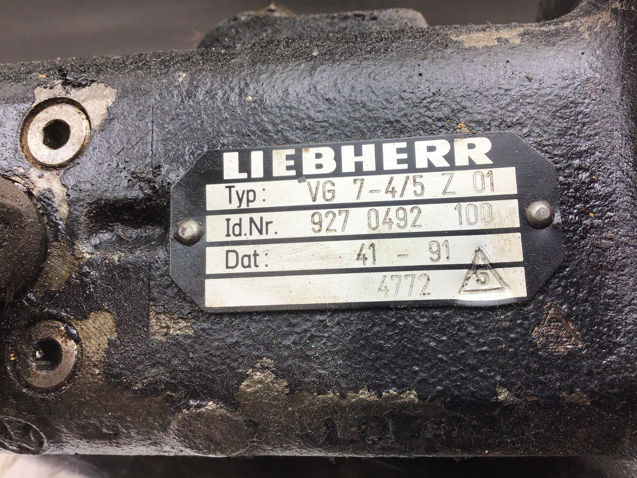 LIEBHERR
Typ: VG 7-4/5 Z 01
Id.Nr. 927 0492 100
Dat: 41 - 91
4772 5